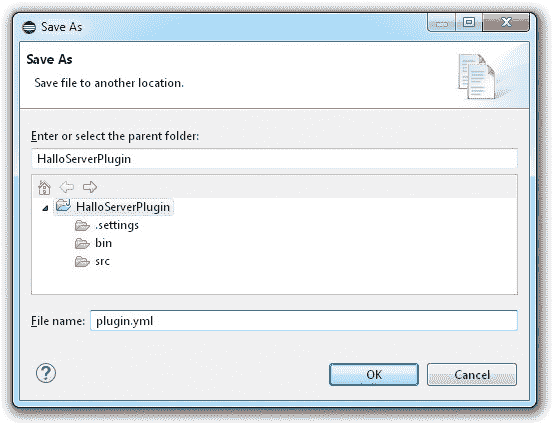 Save As
Save As
Save file to another location.
Enter or select the parent folder:
HalloServerPlugin
HalloServerPlugin
.settings
bin
src
File name: plugin.yml
?
OK Cancel